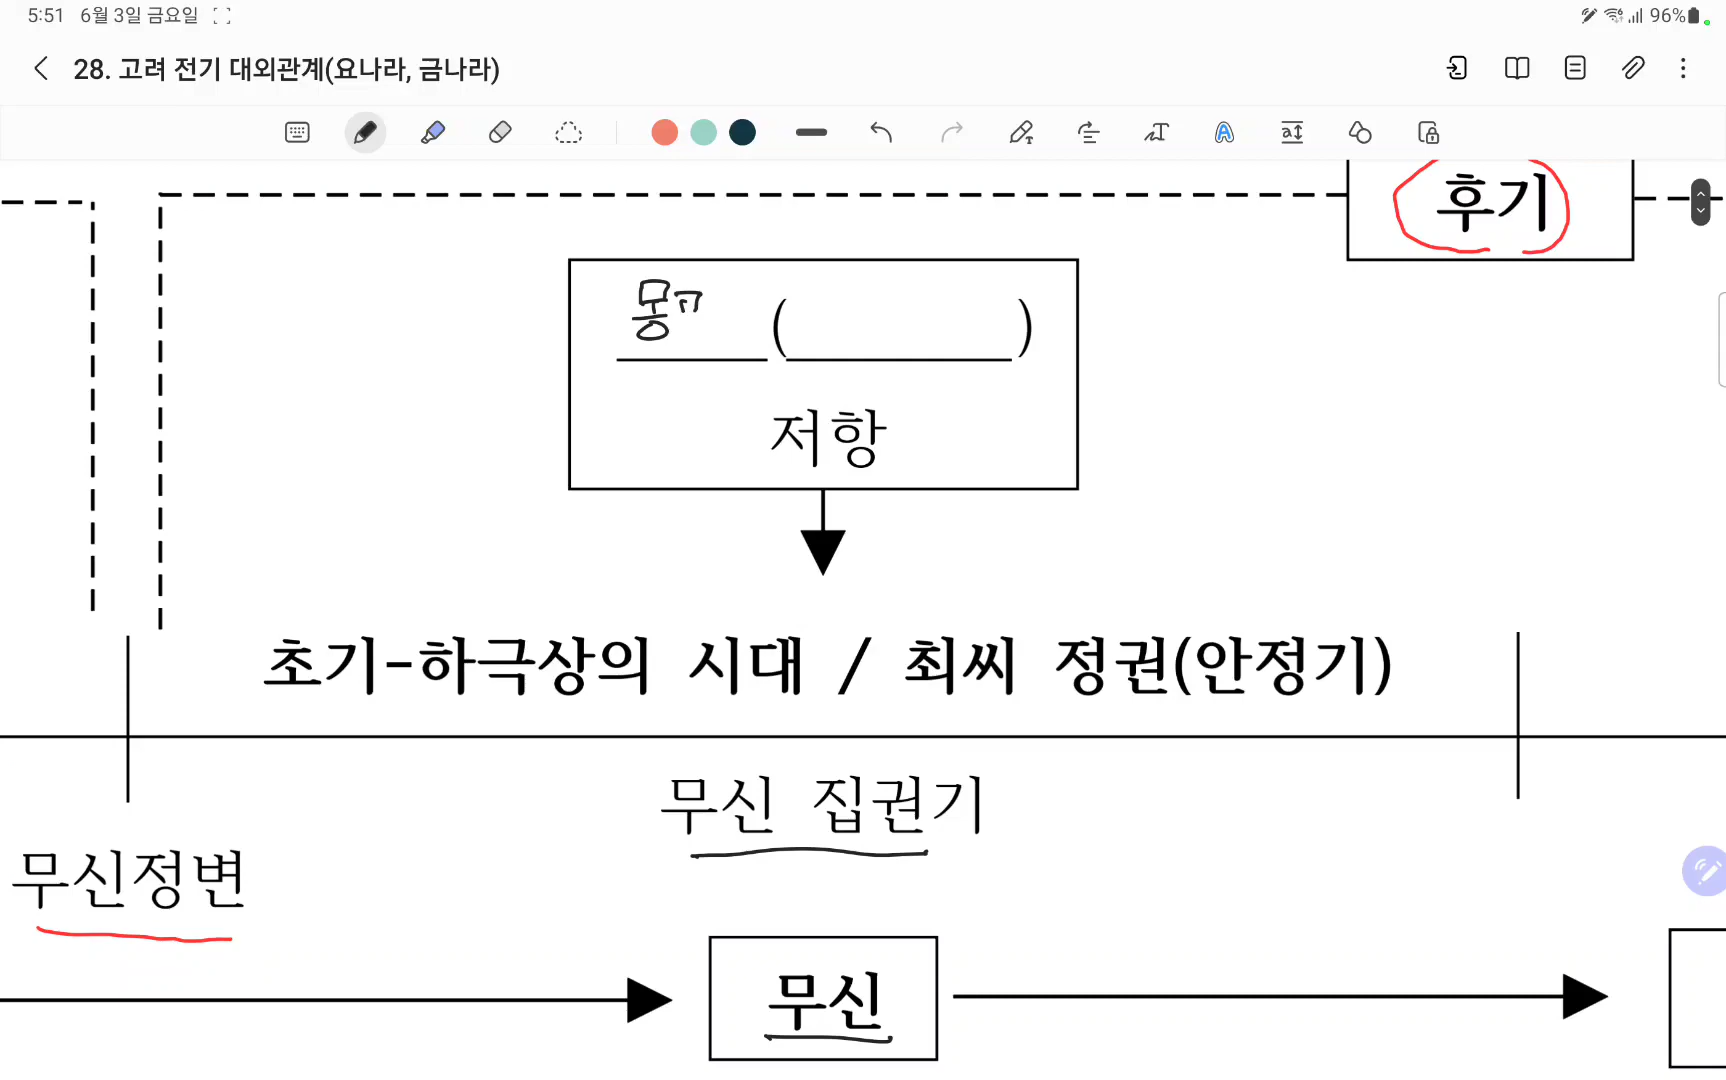 5:51 6월 3일 금요일 96%
28. 고려 전기 대외관계(요나라, 금나라)
후기
( )
저항
초기-하극상의 시대 / 최씨 정권(안정기)
무신 집권기
무신정변
무신